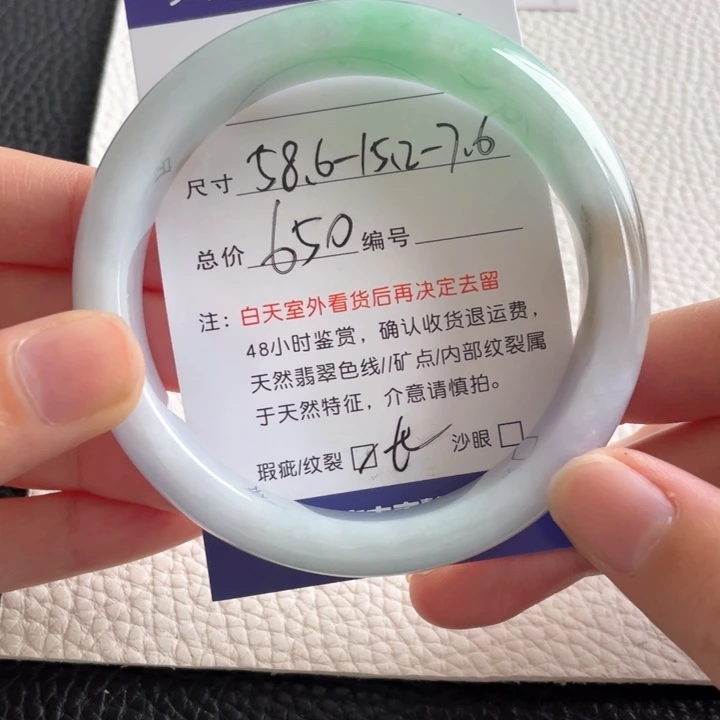 尺寸 58.6-15.2-7.6
总价 650 编号
注：白天室外看货后再决定去留
48小时鉴赏，确认收货退运费，
天然翡翠色线//矿点/内部纹裂属
于天然特征，介意请慎拍。
瑕疵/纹裂 沙眼